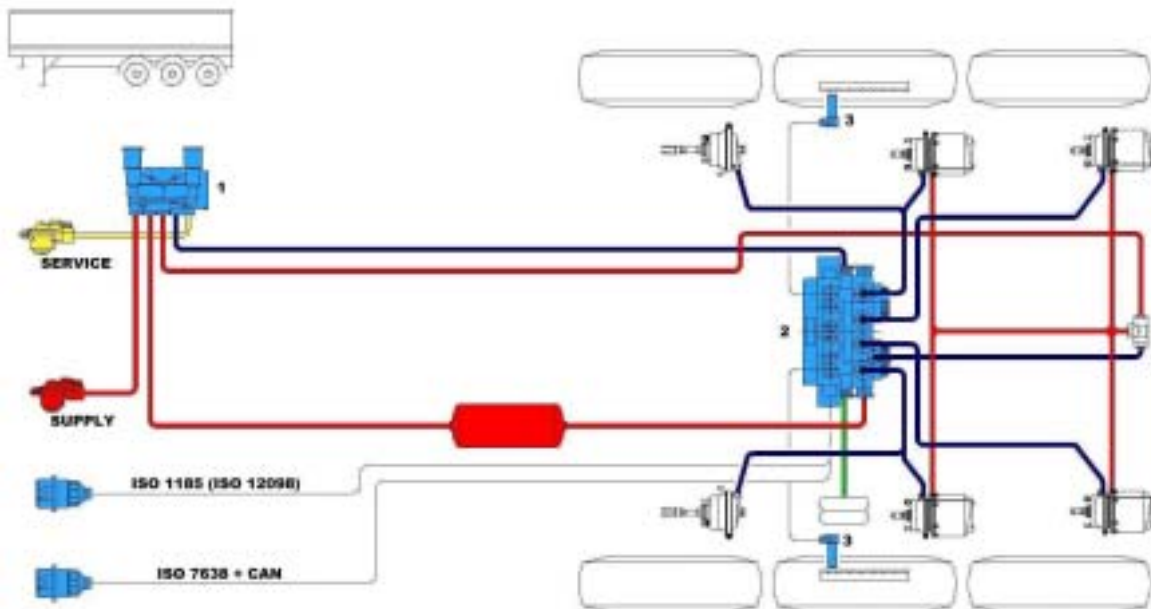 1
3
SERVICE
2
SUPPLY
ISO 1185 (ISO 12098)
3
ISO 7638 + CAN